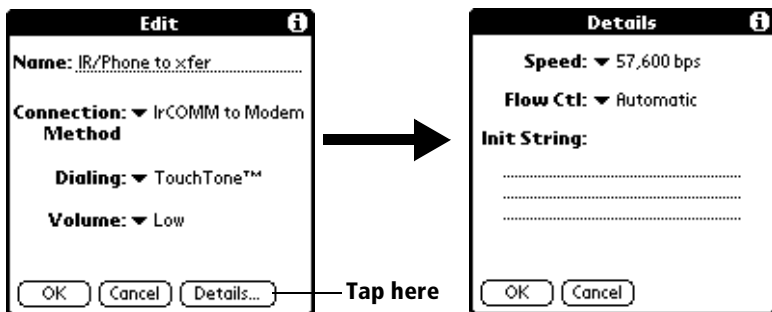 Edit
Name: IR/Phone to xfer
Connection: IrCOMM to Modem
Method
Dialing: TouchTone™
Volume: Low
OK Cancel Details...
Tap here
Details
Speed: 57,600 bps
Flow Ctl: Automatic
Init String:
OK Cancel